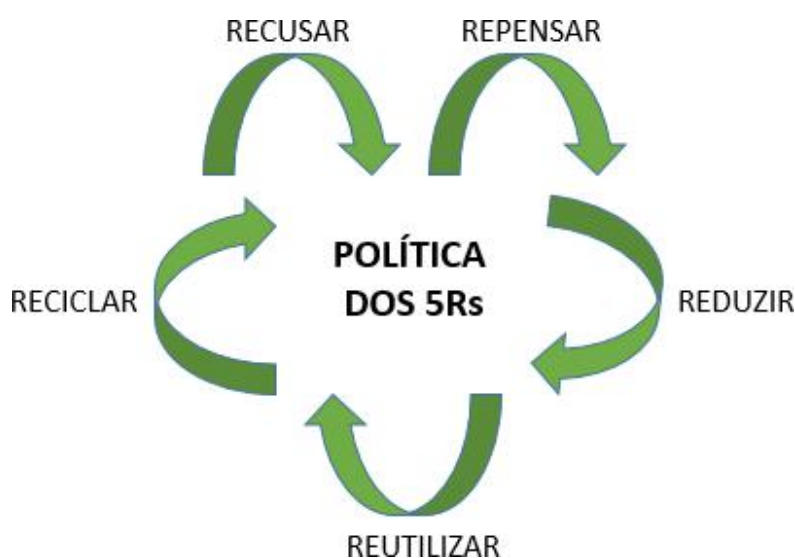 RECUSAR
REPENSAR
POLÍTICA
DOS 5Rs
RECICLAR
REDUZIR
REUTILIZAR